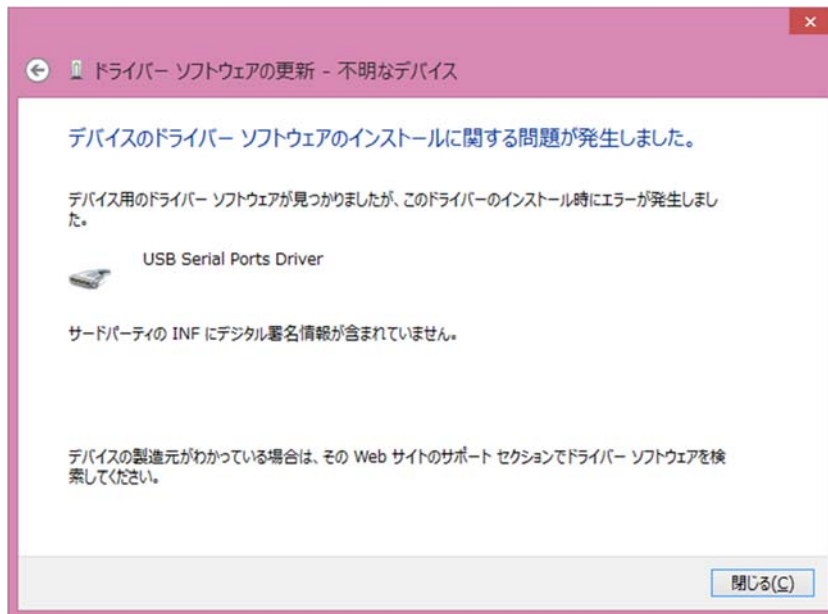 ドライバー ソフトウェアの更新 - 不明なデバイス
デバイスのドライバー ソフトウェアのインストールに関する問題が発生しました。
デバイス用のドライバー ソフトウェアが見つかりましたが、このドライバーのインストール時にエラーが発生しまし
た。
USB Serial Ports Driver
サードパーティの INF にデジタル署名情報が含まれていません。
デバイスの製造元がわかっている場合は、その Web サイトのサポート セクションでドライバー ソフトウェアを検
索してください。
閉じる(C)